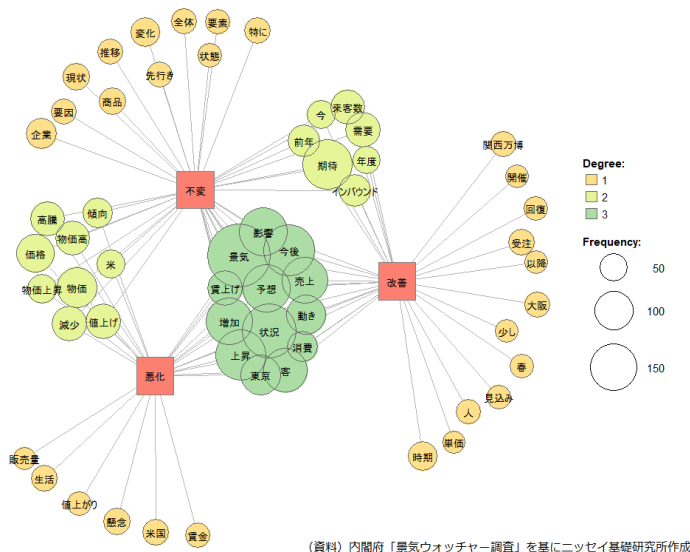 全体
要素
変化
特に
推移
状態
現状
先行き
商品
要因
企業
来客数
今
需要
前年
年度
期待
インバウンド
不変
関西万博
開催
回復
受注
以降
大阪
少し
春
見込み
人
単価
時期
改善
高騰
傾向
物価高
価格
米
物価上昇
物価
減少
値上げ
影響
景気
今後
売上
賃上げ
予想
増加
動き
状況
上昇
消費
東京
客
悪化
販売量
生活
値上がり
懸念
米国
賃金
Degree:
1
2
3
Frequency:
50
100
150
(資料)内閣府「景気ウォッチャー調査」を基にニッセイ基礎研究所作成